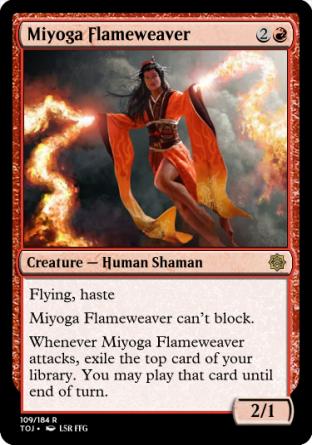 Miyoga Flameweaver 2
Creature — Human Shaman
Flying, haste
Miyoga Flameweaver can't block.
Whenever Miyoga Flameweaver
attacks, exile the top card of your
library. You may play that card until
end of turn.
2/1
109/184 R
TOJ LSR FFG